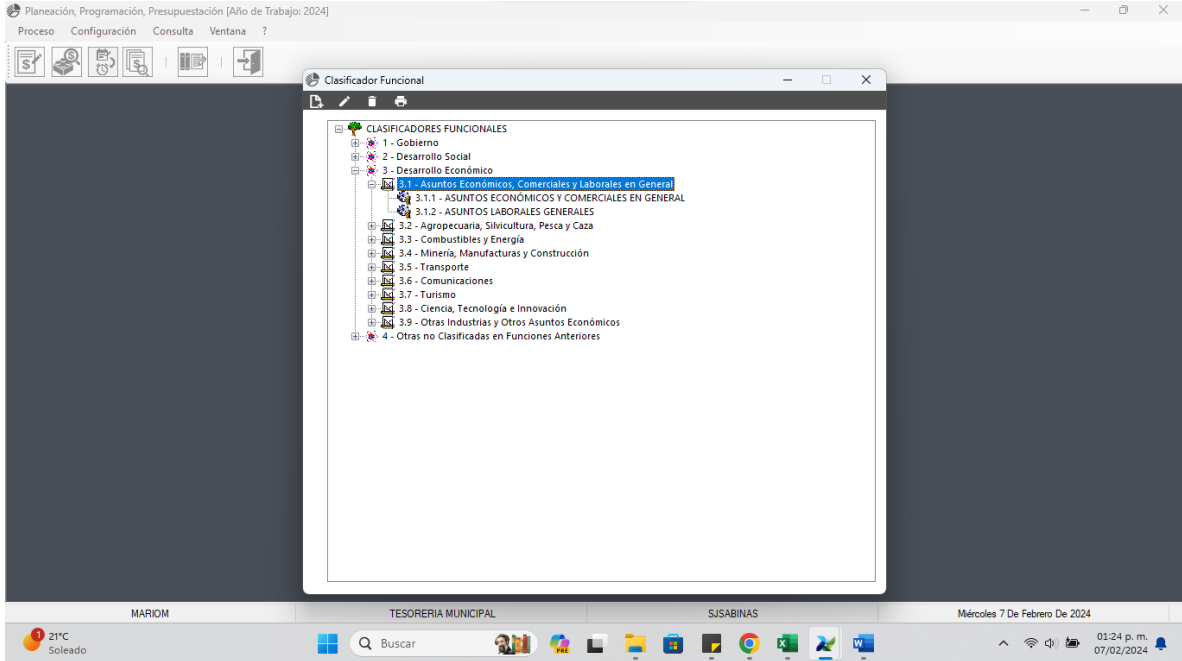 Planeación, Programación, Presupuestación [Año de Trabajo: 2024]
Proceso Configuración Consulta Ventana ?
Clasificador Funcional
CLASIFICADORES FUNCIONALES
1 - Gobierno
2 - Desarrollo Social
3 - Desarrollo Económico
3.1 - Asuntos Económicos, Comerciales y Laborales en General
3.1.1 - ASUNTOS ECONÓMICOS Y COMERCIALES EN GENERAL
3.1.2 - ASUNTOS LABORALES GENERALES
3.2 - Agropecuaria, Silvicultura, Pesca y Caza
3.3 - Combustibles y Energía
3.4 - Minería, Manufacturas y Construcción
3.5 - Transporte
3.6 - Comunicaciones
3.7 - Turismo
3.8 - Ciencia, Tecnología e Innovación
3.9 - Otras Industrias y Otros Asuntos Económicos
4 - Otras no Clasificadas en Funciones Anteriores
MARIOM TESORERIA MUNICIPAL SJSABINAS Miércoles 7 De Febrero De 2024
1 21°C
Soleado
Buscar
PRE
01:24 p. m.
07/02/2024